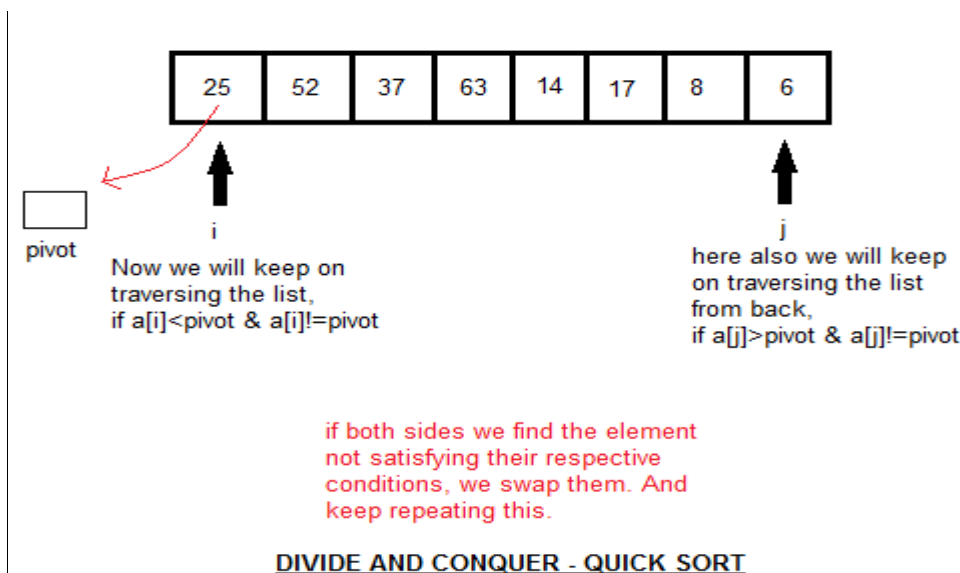 25 52 37 63 14 17 8 6
pivot
i
Now we will keep on
traversing the list,
if a[i]<pivot & a[i]!=pivot
j
here also we will keep
on traversing the list
from back,
if a[j]>pivot & a[j]!=pivot
if both sides we find the element
not satisfying their respective
conditions, we swap them. And
keep repeating this.
DIVIDE AND CONQUER - QUICK SORT